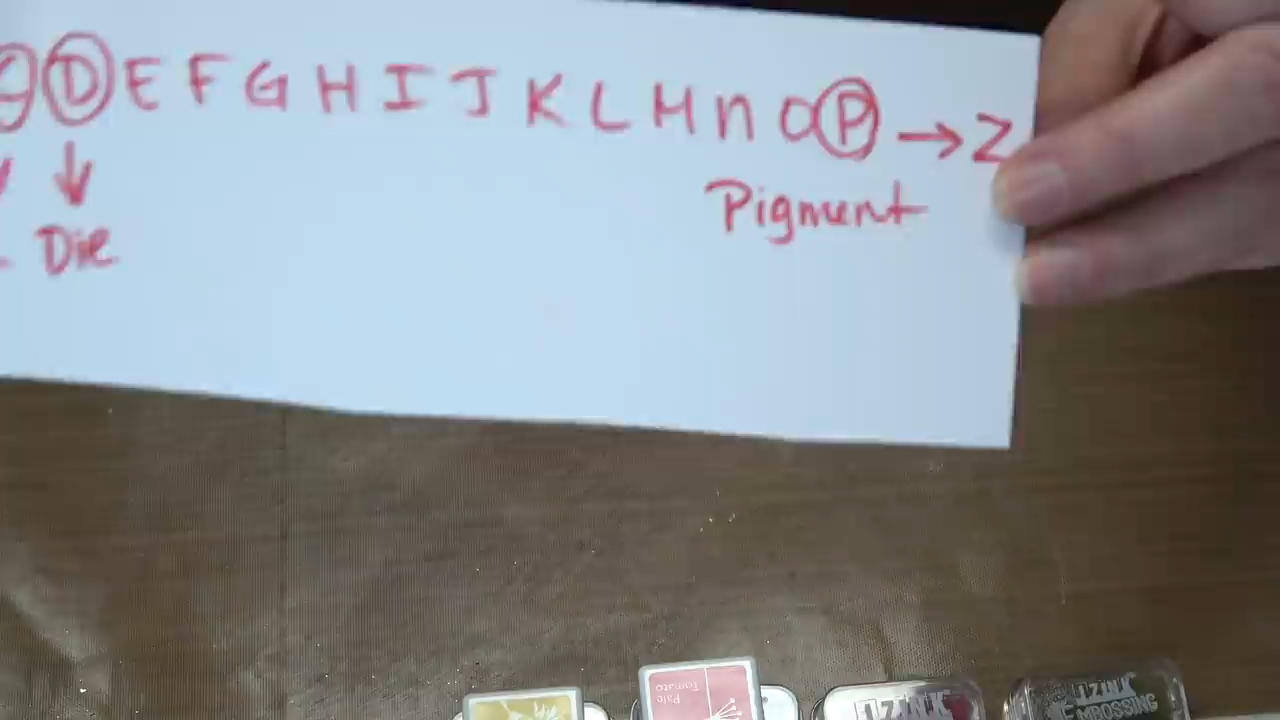 C D E F G H I J K L M n O P → Z
Die
Pigment
Pale
Tomato
IZINK
IZINK
EMBOSSING